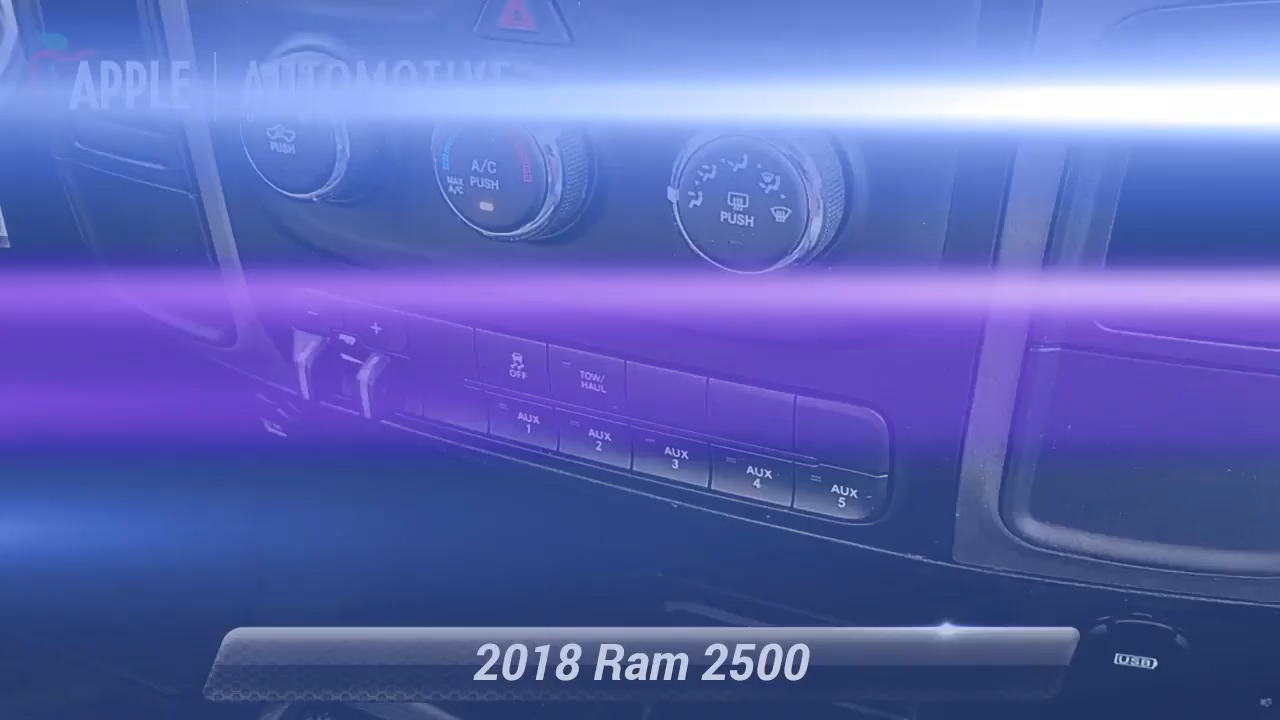 APPLE | AUTOMOTIVE
PUSH
A/C
PUSH
MAX
A/C
PUSH
- +
OFF
TOW/
HAUL
AUX
1
AUX
2
AUX
3
AUX
4
AUX
5
2018 Ram 2500
USB